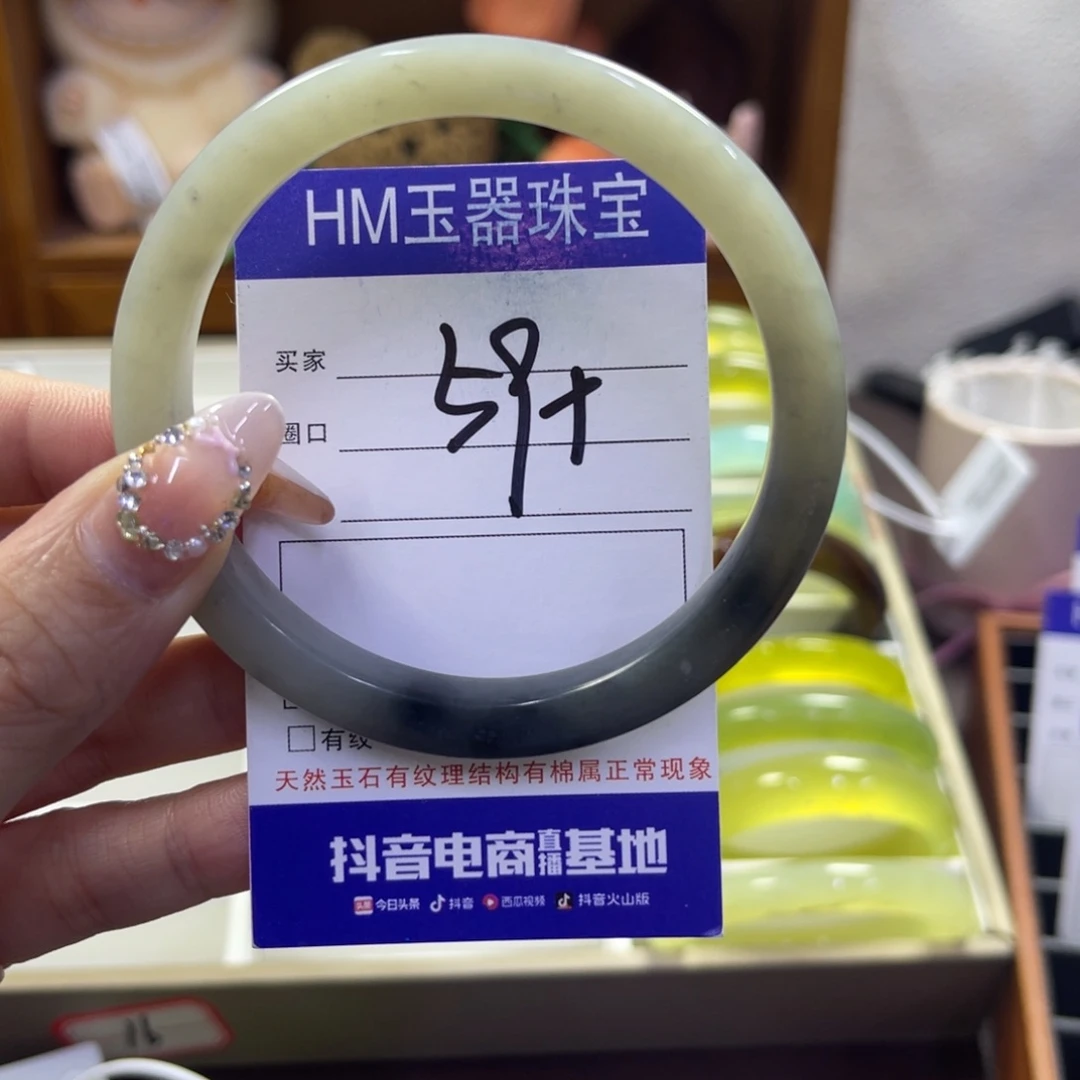 HM玉器珠宝
买家
59+
圈口
有纹
天然玉石有纹理结构有棉属正常现象
抖音电商直播基地
头条 今日头条 抖音 西瓜视频 抖音火山版